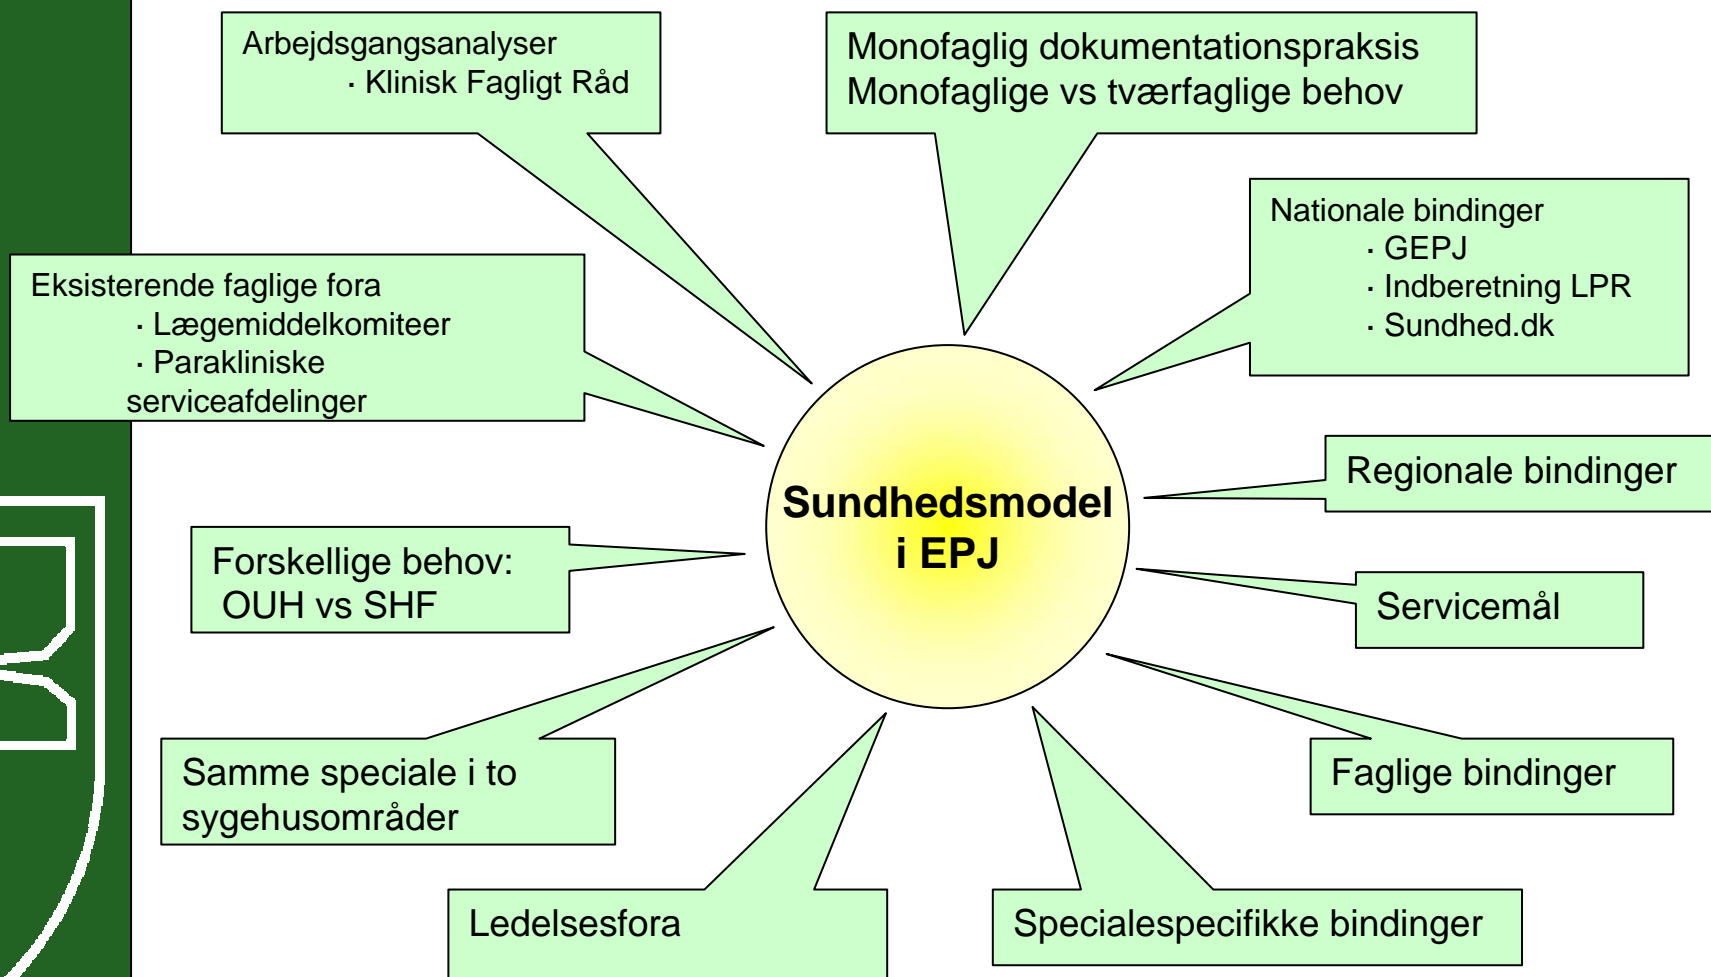 Arbejdsgangsanalyser
· Klinisk Fagligt Råd
Monofaglig dokumentationspraksis
Monofaglige vs tværfaglige behov
Nationale bindinger
· GEPJ
· Indberetning LPR
· Sundhed.dk
Eksisterende faglige fora
· Lægemiddelkomiteer
· Parakliniske
serviceafdelinger
Regionale bindinger
Sundhedsmodel
i EPJ
Forskellige behov:
OUH vs SHF
Servicemål
Samme speciale i to
sygehusområder
Faglige bindinger
Ledelsesfora
Specialespecifikke bindinger